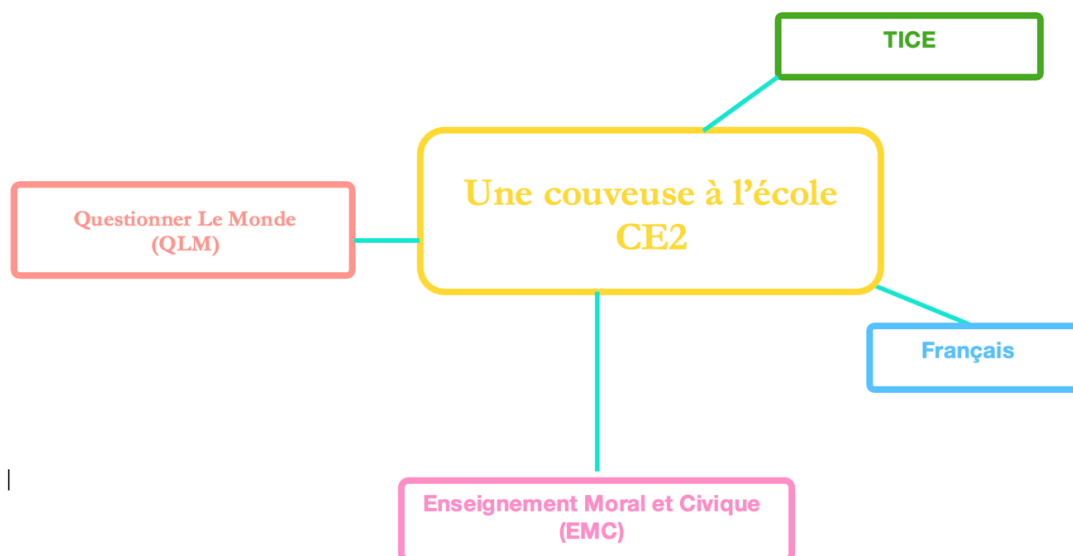 TICE
Une couveuse à l'école
CE2
Questionner Le Monde
(QLM)
Français
Enseignement Moral et Civique
(EMC)